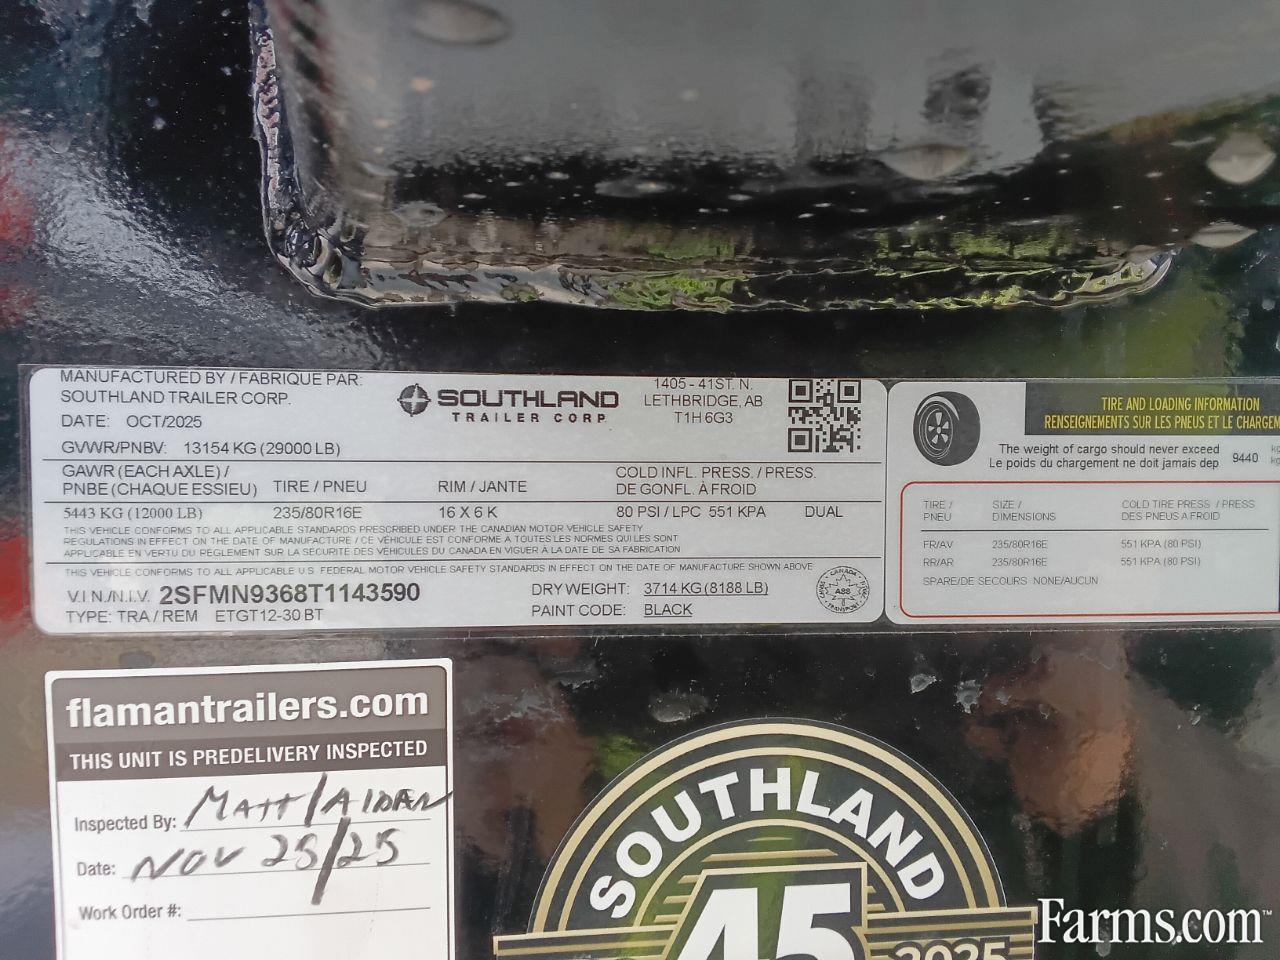 MANUFACTURED BY / FABRIQUE PAR:
SOUTHLAND TRAILER CORP.
DATE: OCT/2025
SOUTHLAND
TRAILER CORP
1405 - 41ST. N.
LETHBRIDGE, AB
T1H 6G3
GVWR/PNBV: 13154 KG (29000 LB)
GAWR (EACH AXLE) /
PNBE (CHAQUE ESSIEU) TIRE / PNEU RIM / JANTE
COLD INFL. PRESS. / PRESS.
DE GONFL. À FROID
5443 KG (12000 LB) 235/80R16E 16 X 6 K 80 PSI / LPC 551 KPA DUAL
THIS VEHICLE CONFORMS TO ALL APPLICABLE STANDARDS PRESCRIBED UNDER THE CANADIAN MOTOR VEHICLE SAFETY
REGULATIONS IN EFFECT ON THE DATE OF MANUFACTURE / CE VÉHICULE EST CONFORME À TOUTES LES NORMES QUI LUI SONT
APPLICABLE EN VERTU DU RÈGLEMENT SUR LA SÉCURITÉ DES VÉHICULES DU CANADA EN VIGUER À LA DATE DE SA FABRICATION
THIS VEHICLE CONFORMS TO ALL APPLICABLE U.S. FEDERAL MOTOR VEHICLE SAFETY STANDARDS IN EFFECT ON THE DATE OF MANUFACTURE SHOWN ABOVE
V.I.N./N.I.V. 2SFMN9368T1143590 DRY WEIGHT: 3714 KG (8188 LB)
TYPE: TRA / REM ETGT12-30 BT PAINT CODE: BLACK
CANADA
A88
TRANSPORT
TIRE AND LOADING INFORMATION
RENSEIGNEMENTS SUR LES PNEUS ET LE CHARGEM
The weight of cargo should never exceed
Le poids du chargement ne doit jamais dep 9440
TIRE / SIZE / COLD TIRE PRESS. / PRESS
PNEU DIMENSIONS DES PNEUS A FROID
FR/AV 235/80R16E 551 KPA (80 PSI)
RR/AR 235/80R16E 551 KPA (80 PSI)
SPARE/DE SECOURS NONE/AUCUN
flamantrailers.com
THIS UNIT IS PREDELIVERY INSPECTED
Inspected By: MATT/AIDAN
Date: NOV 25/25
Work Order #:
SOUTHLAND
45
2025
Farms.com™